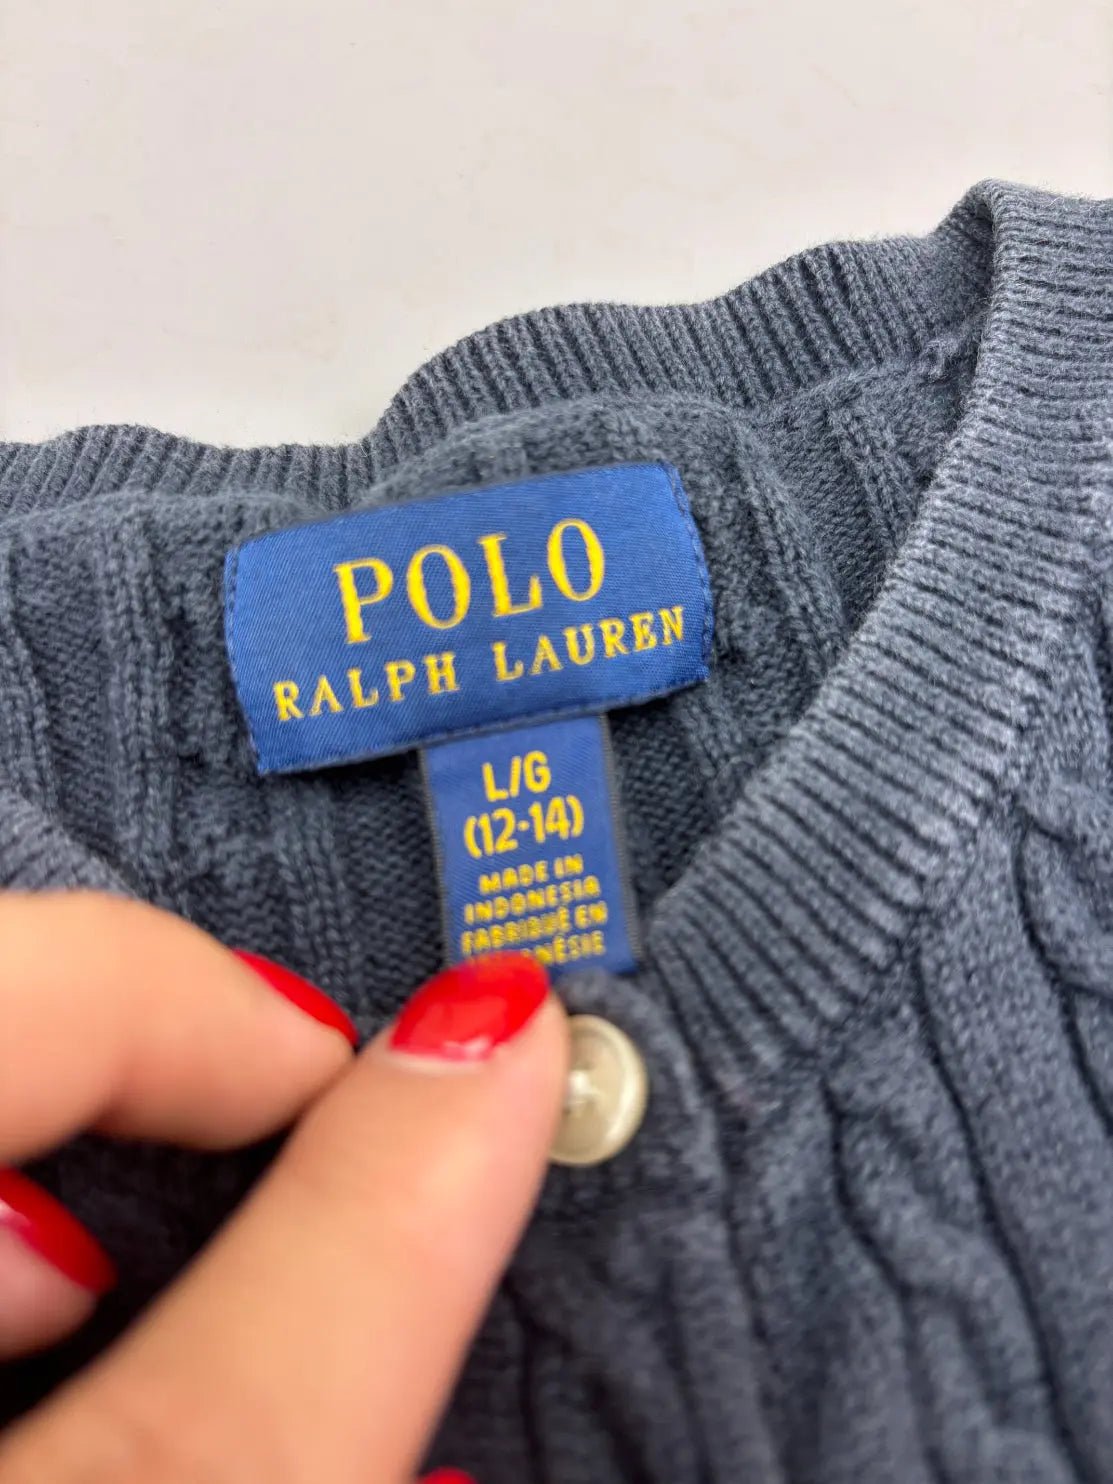 POLO
RALPH LAUREN
L/G
(12-14)
MADE IN
INDONESIA
FABRIQUÉ EN